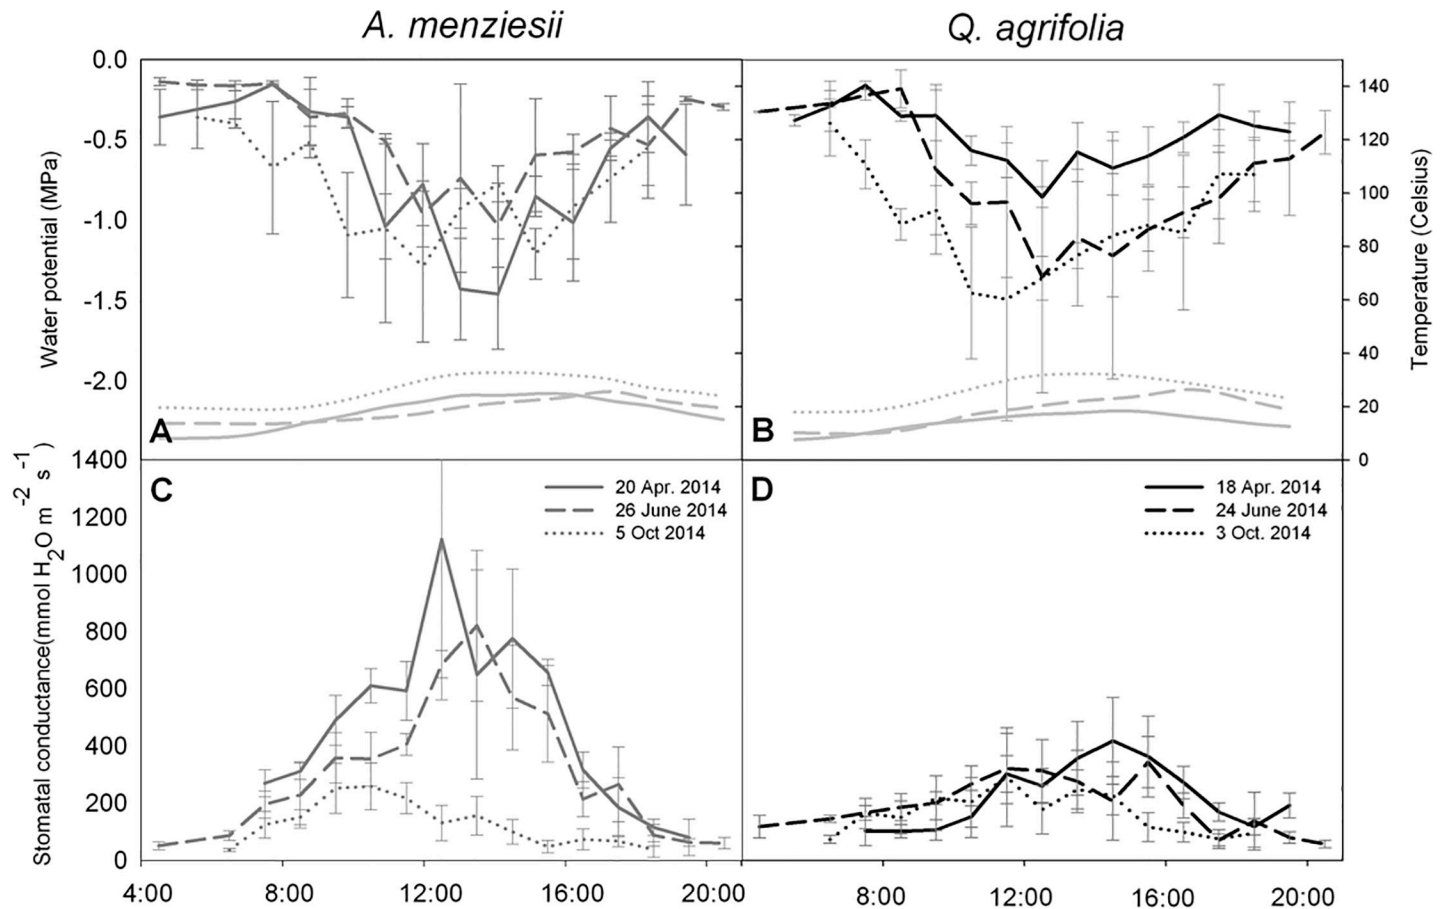 A. menziesii
Q. agrifolia
Water potential (MPa)
0.0
-0.5
-1.0
-1.5
-2.0
A
B
140
120
100
80
60
40
20
0
Temperature (Celsius)
Stomatal conductance(mmol H2O m-2 s-1)
1400
1200
1000
800
600
400
200
0
C
20 Apr. 2014
26 June 2014
5 Oct 2014
D
18 Apr. 2014
24 June 2014
3 Oct. 2014
4:00 8:00 12:00 16:00 20:00
8:00 12:00 16:00 20:00